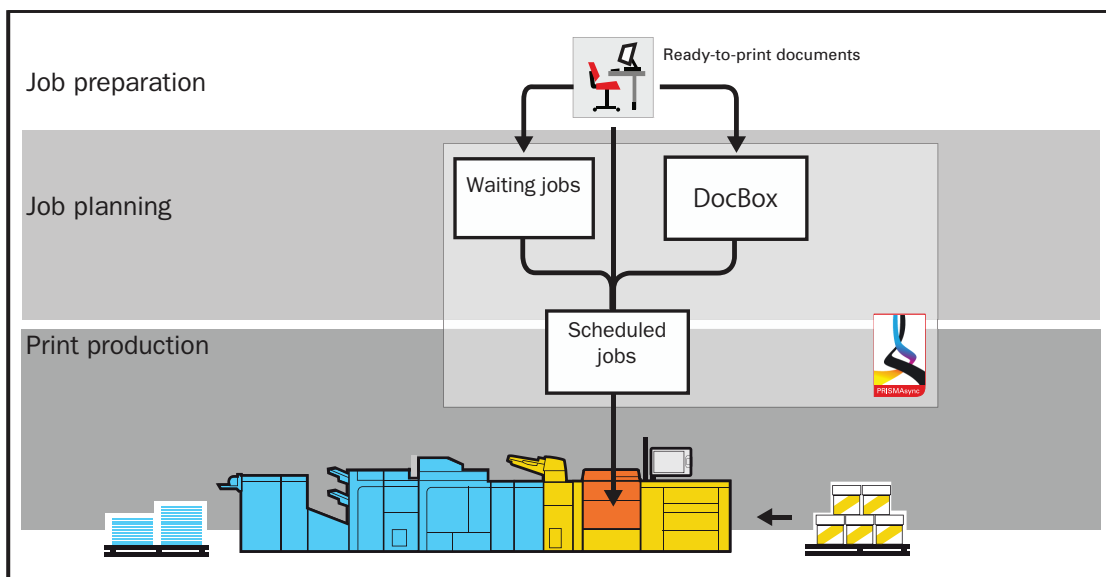 Ready-to-print documents
Job preparation
Waiting jobs
DocBox
Job planning
Scheduled
jobs
Print production
PRISMAsync